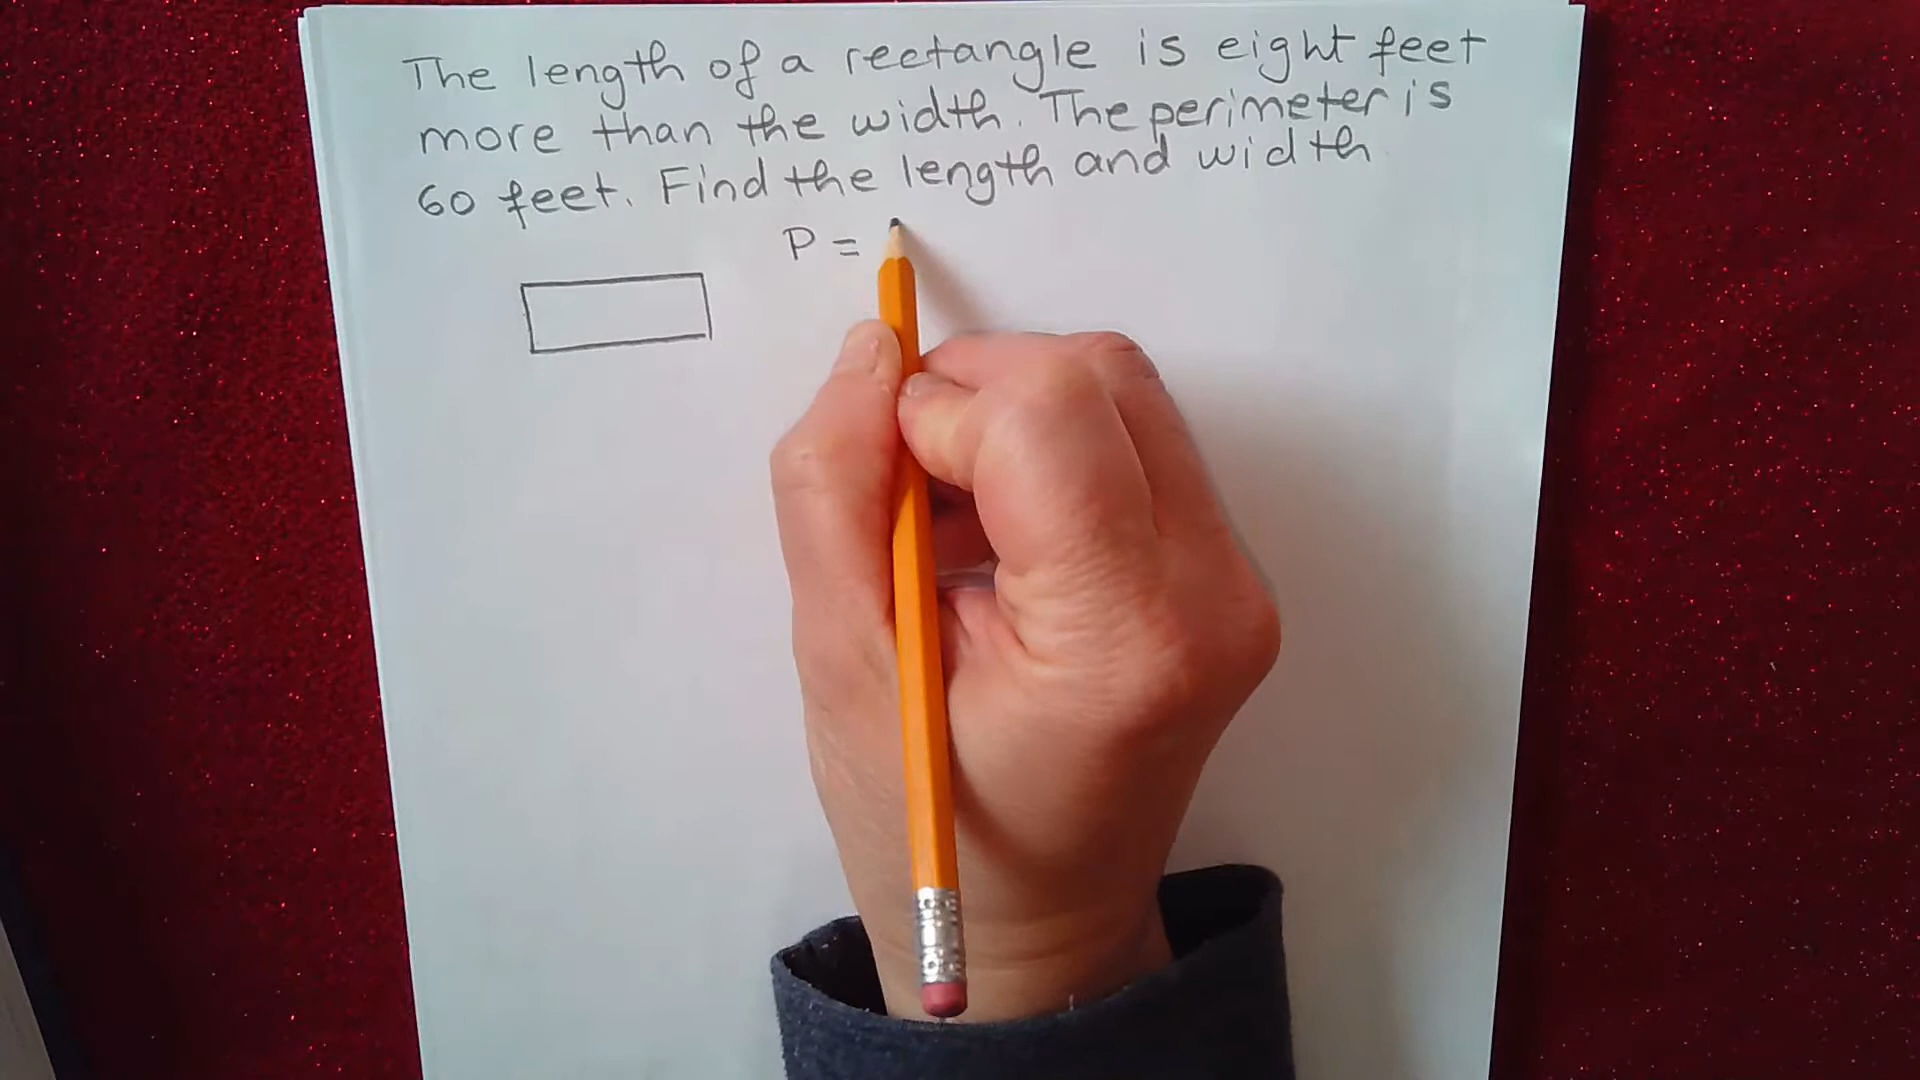 The length of a rectangle is eight feet
more than the width. The perimeter is
60 feet. Find the length and width
P =